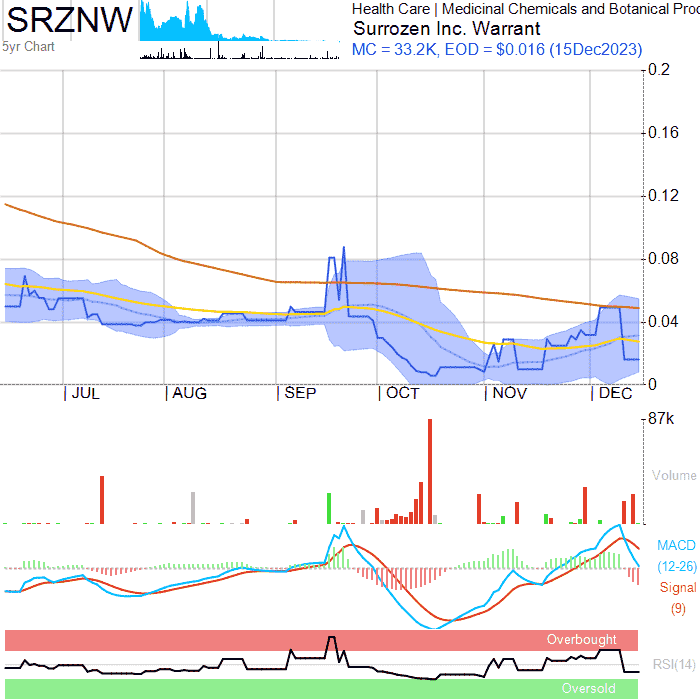 SRZNW
Health Care | Medicinal Chemicals and Botanical Prod
Surrozen Inc. Warrant
5yr Chart
MC = 33.2K, EOD = $0.016 (15Dec2023)
0.2
0.16
0.12
0.08
0.04
0
JUL AUG SEP OCT NOV DEC
87k
Volume
MACD
(12-26)
Signal
(9)
Overbought
RSI(14)
Oversold